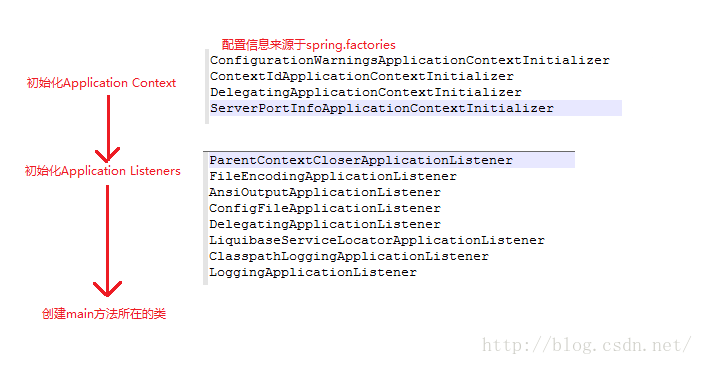 配置信息来源于spring.factories
ConfigurationWarningsApplicationContextInitializer
初始化Application Context
ContextIdApplicationContextInitializer
DelegatingApplicationContextInitializer
ServerPortInfoApplicationContextInitializer
初始化Application Listeners
ParentContextCloserApplicationListener
FileEncodingApplicationListener
AnsiOutputApplicationListener
ConfigFileApplicationListener
DelegatingApplicationListener
LiquibaseServiceLocatorApplicationListener
ClasspathLoggingApplicationListener
LoggingApplicationListener
创建main方法所在的类
http://blog.csdn.net/